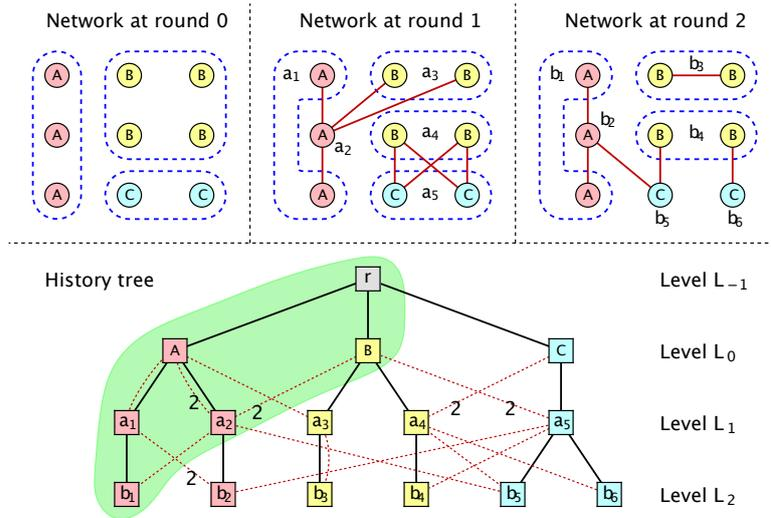 Network at round 0 Network at round 1 Network at round 2
A B B a1 A B a3 B b1 A B b3 B
A B B A a2 B a4 B A b2 B b4 B
A C C A C a5 C A C b5 C b6
History tree r Level L−1
A B C Level L0
2 2 2 2
a1 a2 a3 a4 a5 Level L1
2
b1 b2 b3 b4 b5 b6 Level L2